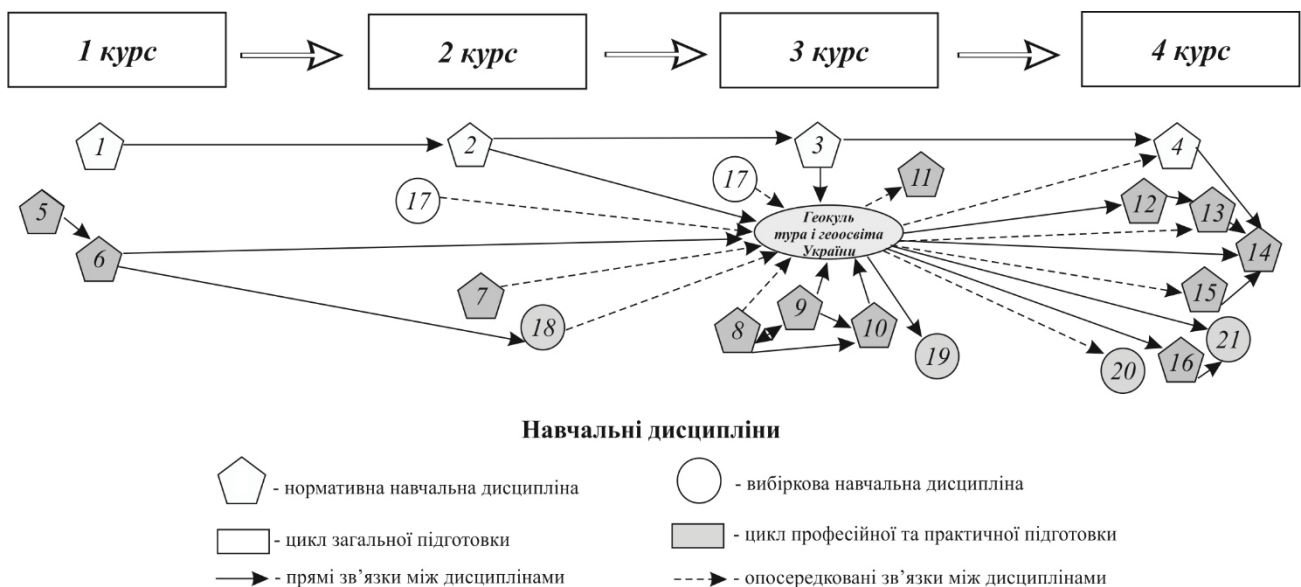 1 курс
2 курс
3 курс
4 курс
1
2
3
4
17
17
11
12
13
5
6
Геокуль
тура і геоосвіта
України
14
7
18
8
9
10
19
15
20
16
21
Навчальні дисципліни
- нормативна навчальна дисципліна
- вибіркова навчальна дисципліна
- цикл загальної підготовки
- цикл професійної та практичної підготовки
- прямі зв’язки між дисциплінами
- опосередковані зв’язки між дисциплінами